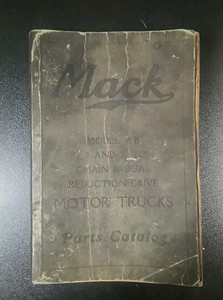 Mack
MODEL AB
AND
CHAIN & DUAL
REDUCTION DRIVE
MOTOR TRUCKS
Parts Catalog